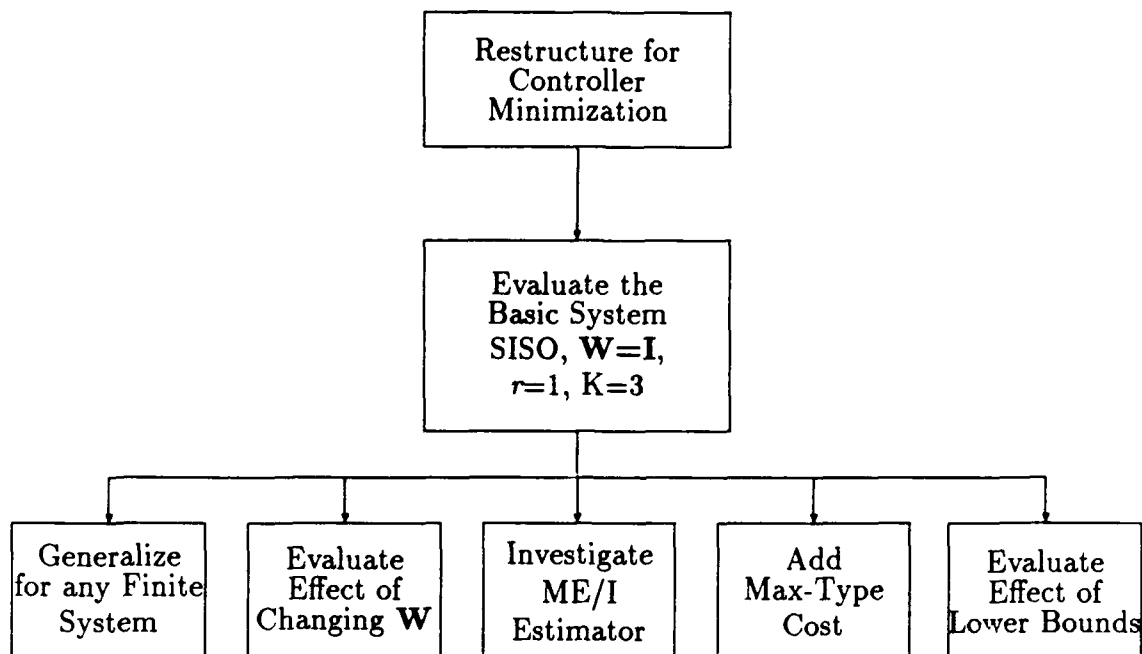 Restructure for
Controller
Minimization
Evaluate the
Basic System
SISO, W=I,
r=1, K=3
Generalize
for any Finite
System
Evaluate
Effect of
Changing W
Investigate
ME/I
Estimator
Add
Max-Type
Cost
Evaluate
Effect of
Lower Bounds